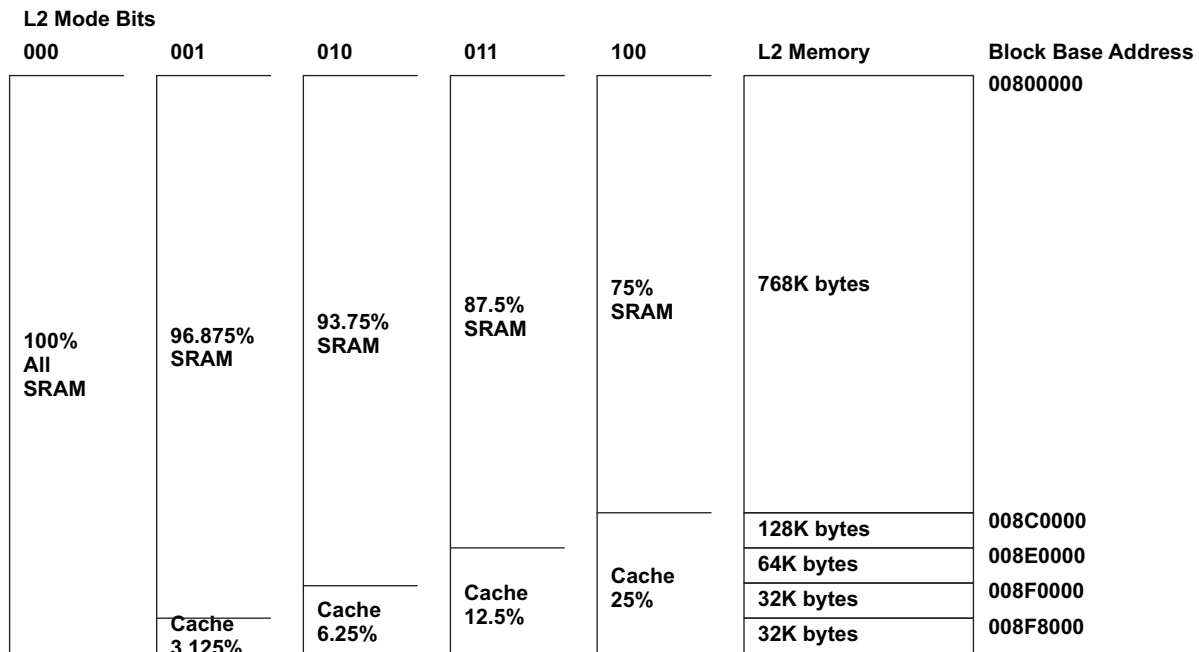 L2 Mode Bits
000 001 010 011 100 L2 Memory Block Base Address
00800000
768K bytes
75%
SRAM
87.5%
SRAM
93.75%
SRAM
96.875%
SRAM
100%
All
SRAM
008C0000
128K bytes
008E0000
64K bytes
008F0000
32K bytes
008F8000
32K bytes
Cache
25%
Cache
12.5%
Cache
6.25%
Cache
3.125%